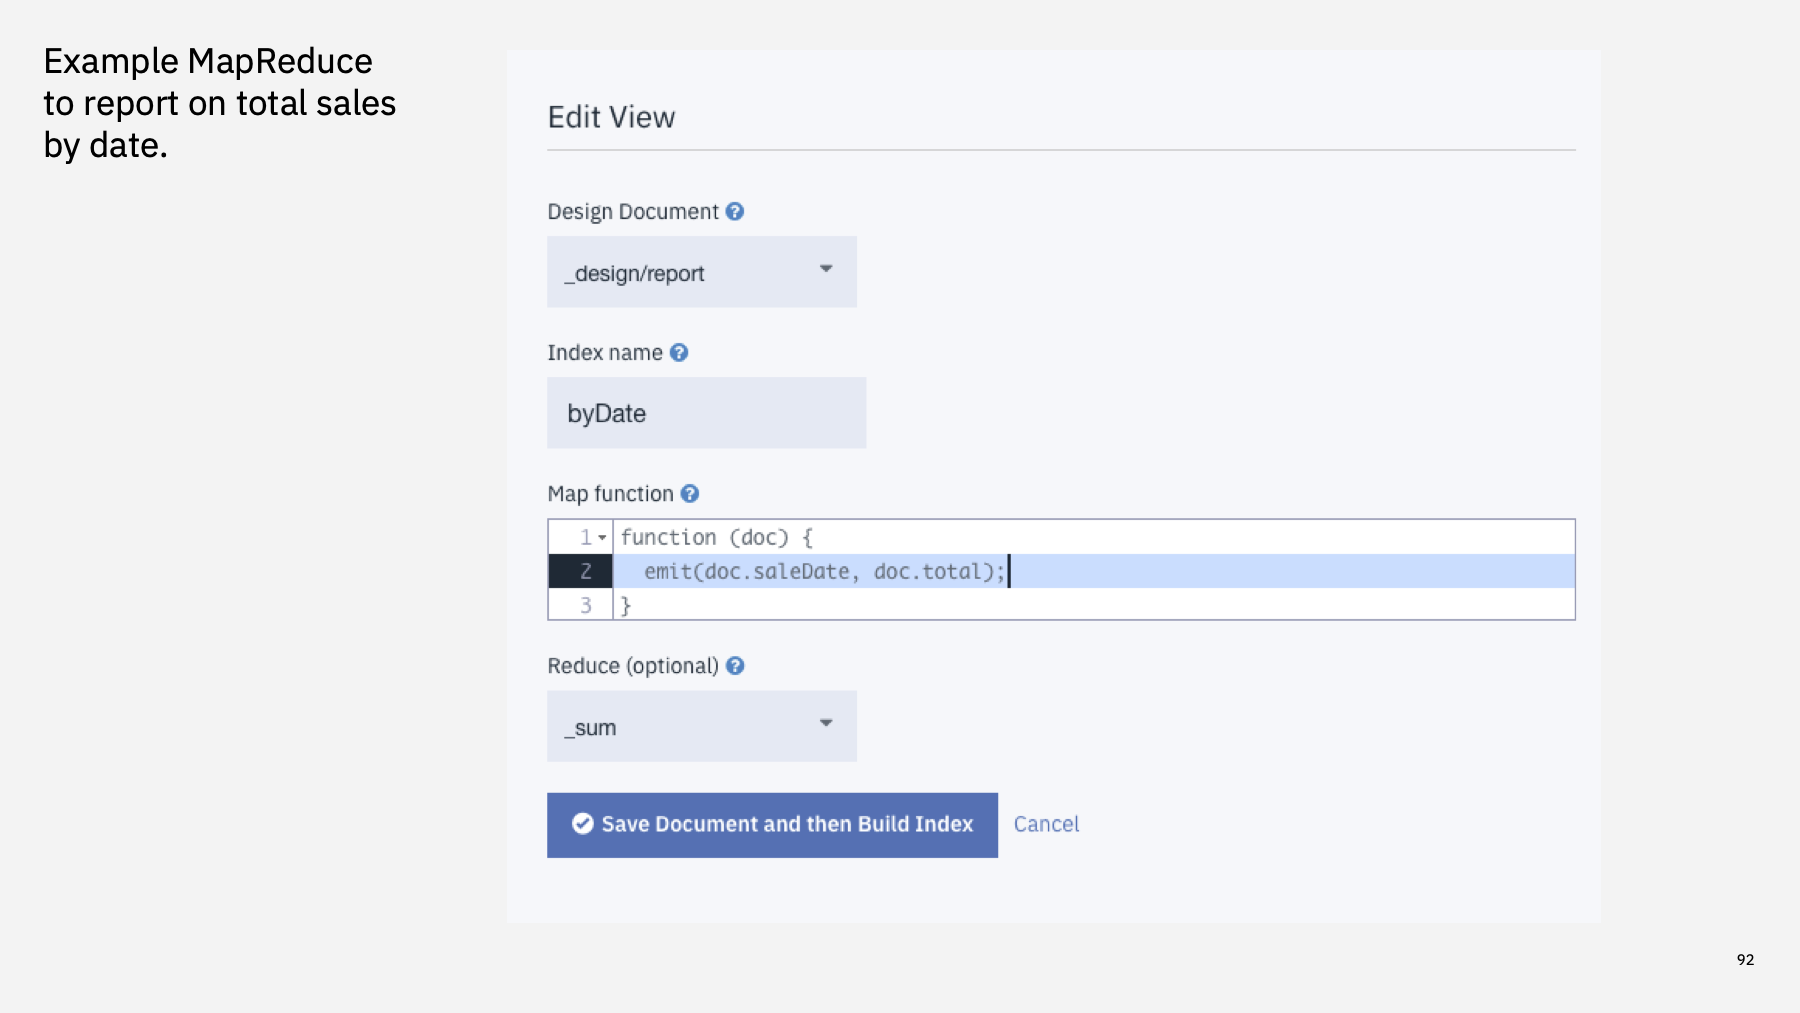 Example MapReduce
to report on total sales
by date.
Edit View
Design Document ?
_design/report
Index name ?
byDate
Map function ?
1 function (doc) {
2 emit(doc.saleDate, doc.total);
3 }
Reduce (optional) ?
_sum
Save Document and then Build Index Cancel
92